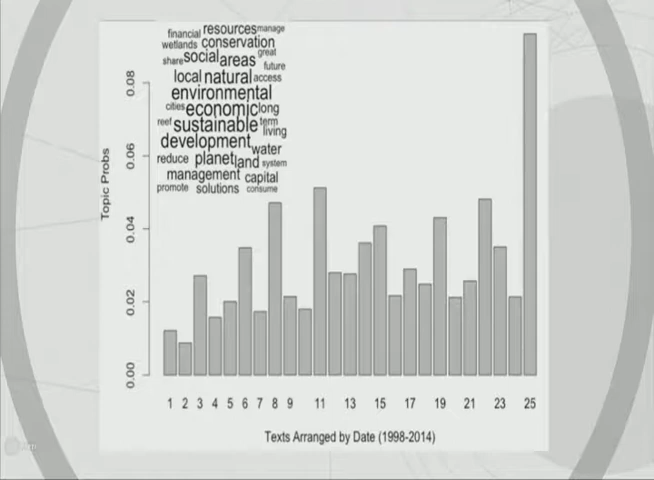 financial resources manage
wetlands conservation
share social areas great
future
local natural access
environmental
cities economic long
reef sustainable term
living
development water
reduce planet land system
management capital
promote solutions consume
Topic Probs
0.08
0.06
0.04
0.02
0.00
1 2 3 4 5 6 7 8 9 11 13 15 17 19 21 23 25
Texts Arranged by Date (1998-2014)